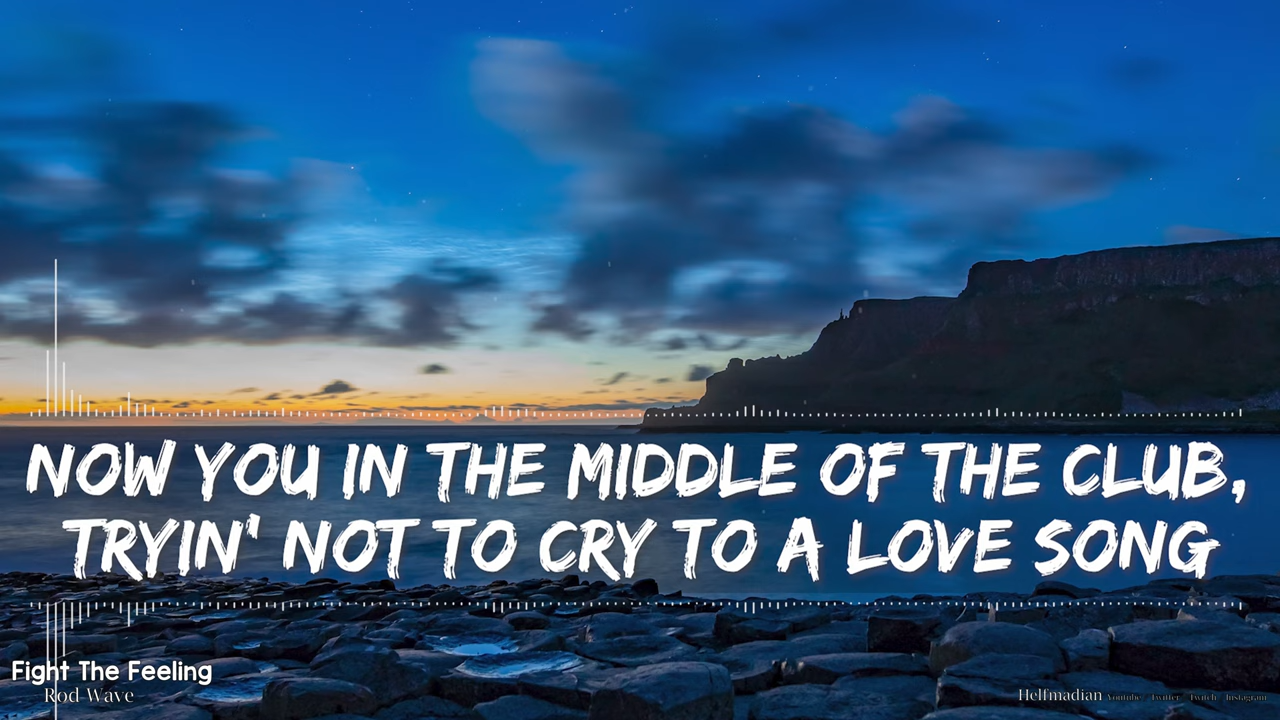 NOW YOU IN THE MIDDLE OF THE CLUB,
TRYIN' NOT TO CRY TO A LOVE SONG
Fight The Feeling
Rod Wave
Helfmadian Youtube - Twitter - Twitch - Instagram